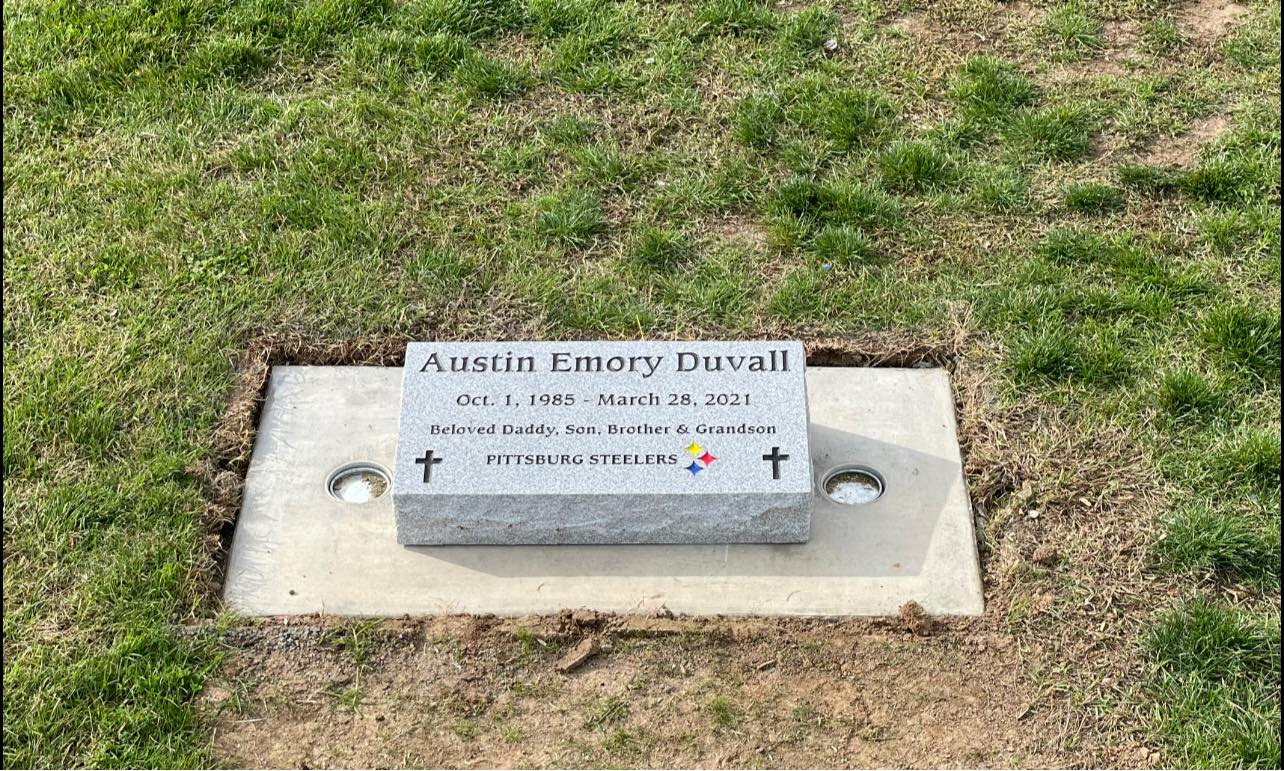 Austin Emory Duvall
Oct. 1, 1985 - March 28, 2021
Beloved Daddy, Son, Brother & Grandson
PITTSBURG STEELERS